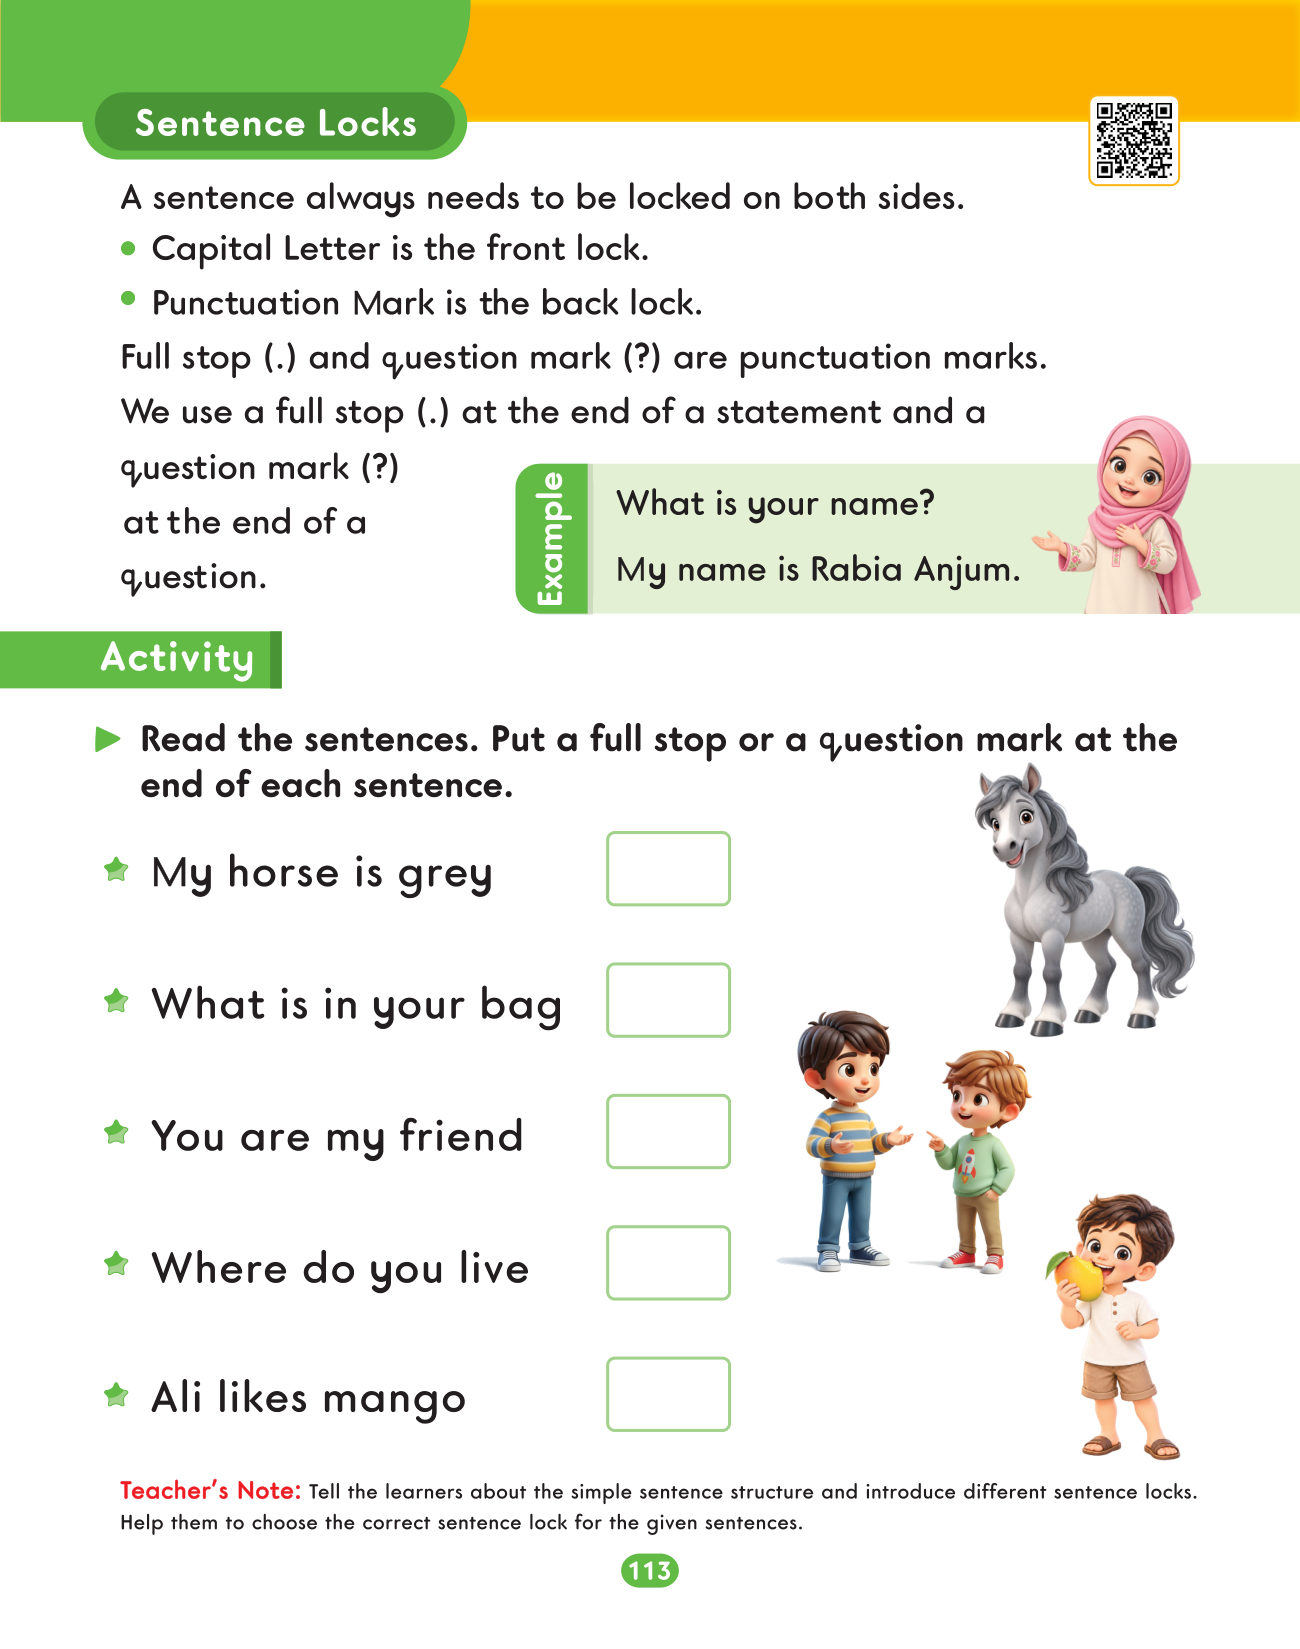 Sentence Locks
A sentence always needs to be locked on both sides.
Capital Letter is the front lock.
Punctuation Mark is the back lock.
Full stop (.) and question mark (?) are punctuation marks.
We use a full stop (.) at the end of a statement and a
question mark (?)
at the end of a
question.
Example
What is your name?
My name is Rabia Anjum.
Activity
Read the sentences. Put a full stop or a question mark at the
end of each sentence.
My horse is grey
What is in your bag
You are my friend
Where do you live
Ali likes mango
Teacher's Note: Tell the learners about the simple sentence structure and introduce different sentence locks.
Help them to choose the correct sentence lock for the given sentences.
113